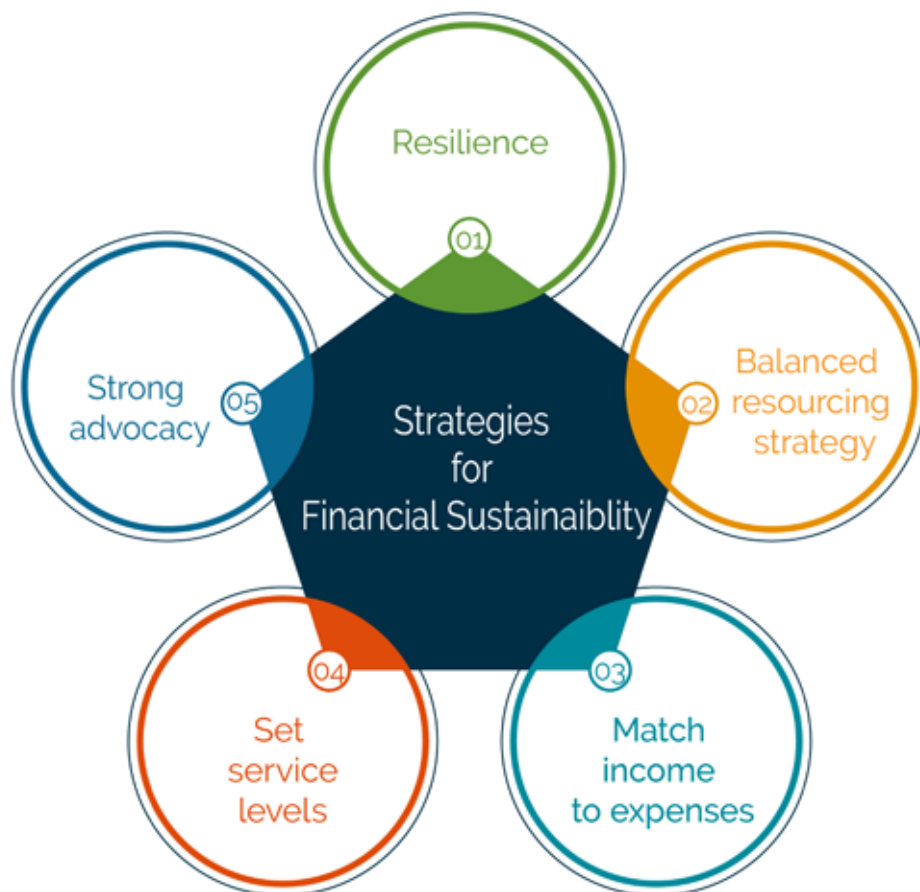 Strategies
for
Financial Sustainaiblity
01
Resilience
02
Balanced
resourcing
strategy
03
Match
income
to expenses
04
Set
service
levels
05
Strong
advocacy